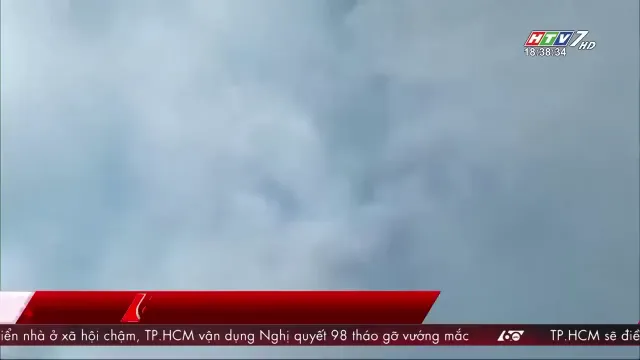 HTV7 HD
18:38:34
iển nhà ở xã hội chậm, TP.HCM vận dụng Nghị quyết 98 tháo gỡ vướng mắc 60 TP.HCM sẽ điề